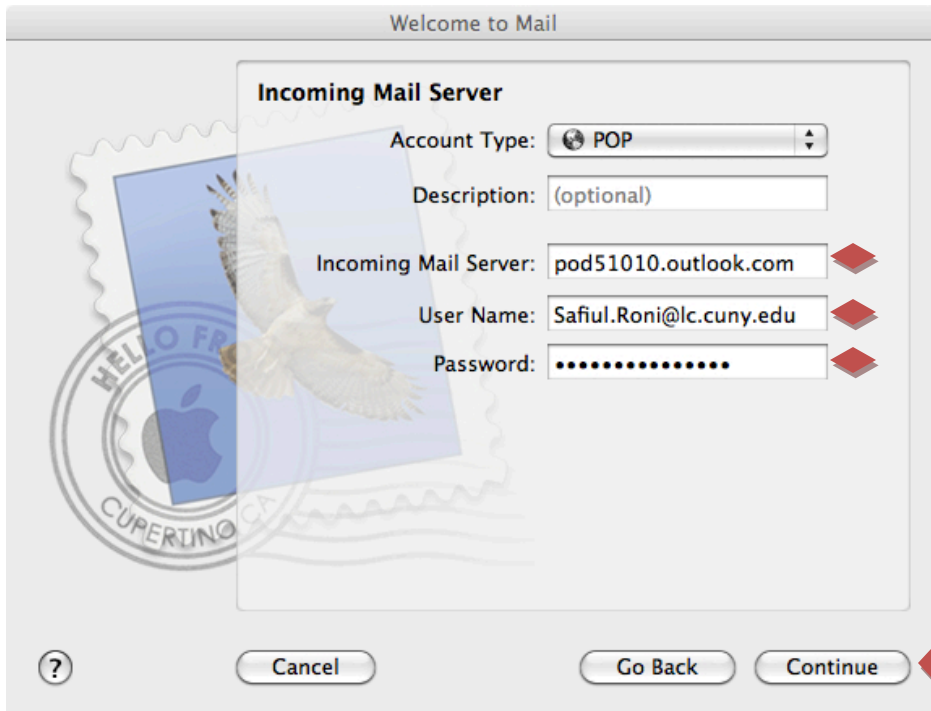 Welcome to Mail
Incoming Mail Server
Account Type: POP
Description: (optional)
Incoming Mail Server: pod51010.outlook.com
User Name: Safiul.Roni@lc.cuny.edu
Password: •••••••••••••••
HELLO FR
CUPERTINO CA
? Cancel Go Back Continue